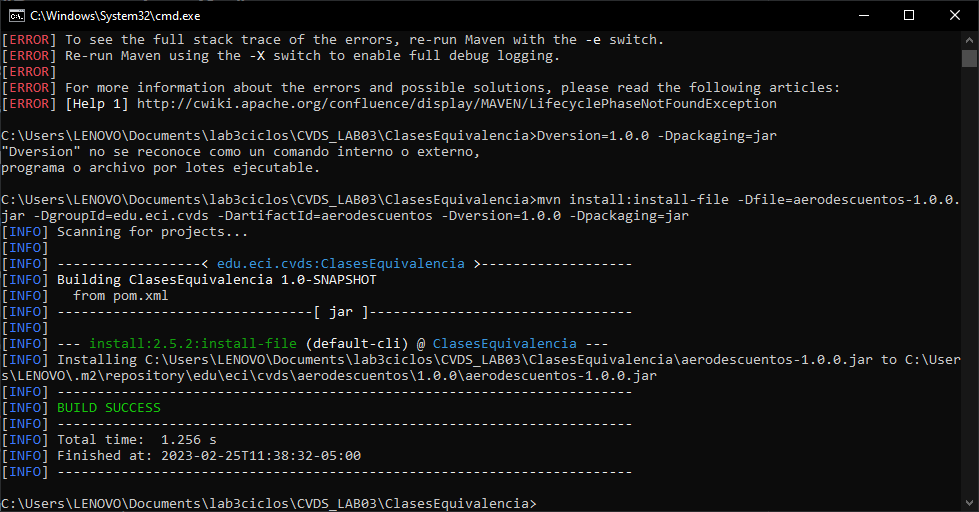 C:\Windows\System32\cmd.exe
[ERROR] To see the full stack trace of the errors, re-run Maven with the -e switch.
[ERROR] Re-run Maven using the -X switch to enable full debug logging.
[ERROR]
[ERROR] For more information about the errors and possible solutions, please read the following articles:
[ERROR] [Help 1] http://cwiki.apache.org/confluence/display/MAVEN/LifecyclePhaseNotFoundException
C:\Users\LENOVO\Documents\lab3ciclos\CVDS_LAB03\ClasesEquivalencia>Dversion=1.0.0 -Dpackaging=jar
"Dversion" no se reconoce como un comando interno o externo,
programa o archivo por lotes ejecutable.
C:\Users\LENOVO\Documents\lab3ciclos\CVDS_LAB03\ClasesEquivalencia>mvn install:install-file -Dfile=aerodescuentos-1.0.0.
jar -DgroupId=edu.eci.cvds -DartifactId=aerodescuentos -Dversion=1.0.0 -Dpackaging=jar
[INFO] Scanning for projects...
[INFO]
[INFO] ------------------< edu.eci.cvds:ClasesEquivalencia >-------------------
[INFO] Building ClasesEquivalencia 1.0-SNAPSHOT
[INFO]   from pom.xml
[INFO] --------------------------------[ jar ]---------------------------------
[INFO]
[INFO] --- install:2.5.2:install-file (default-cli) @ ClasesEquivalencia ---
[INFO] Installing C:\Users\LENOVO\Documents\lab3ciclos\CVDS_LAB03\ClasesEquivalencia\aerodescuentos-1.0.0.jar to C:\User
s\LENOVO\.m2\repository\edu\eci\cvds\aerodescuentos\1.0.0\aerodescuentos-1.0.0.jar
[INFO] ------------------------------------------------------------------------
[INFO] BUILD SUCCESS
[INFO] ------------------------------------------------------------------------
[INFO] Total time:  1.256 s
[INFO] Finished at: 2023-02-25T11:38:32-05:00
[INFO] ------------------------------------------------------------------------
C:\Users\LENOVO\Documents\lab3ciclos\CVDS_LAB03\ClasesEquivalencia>